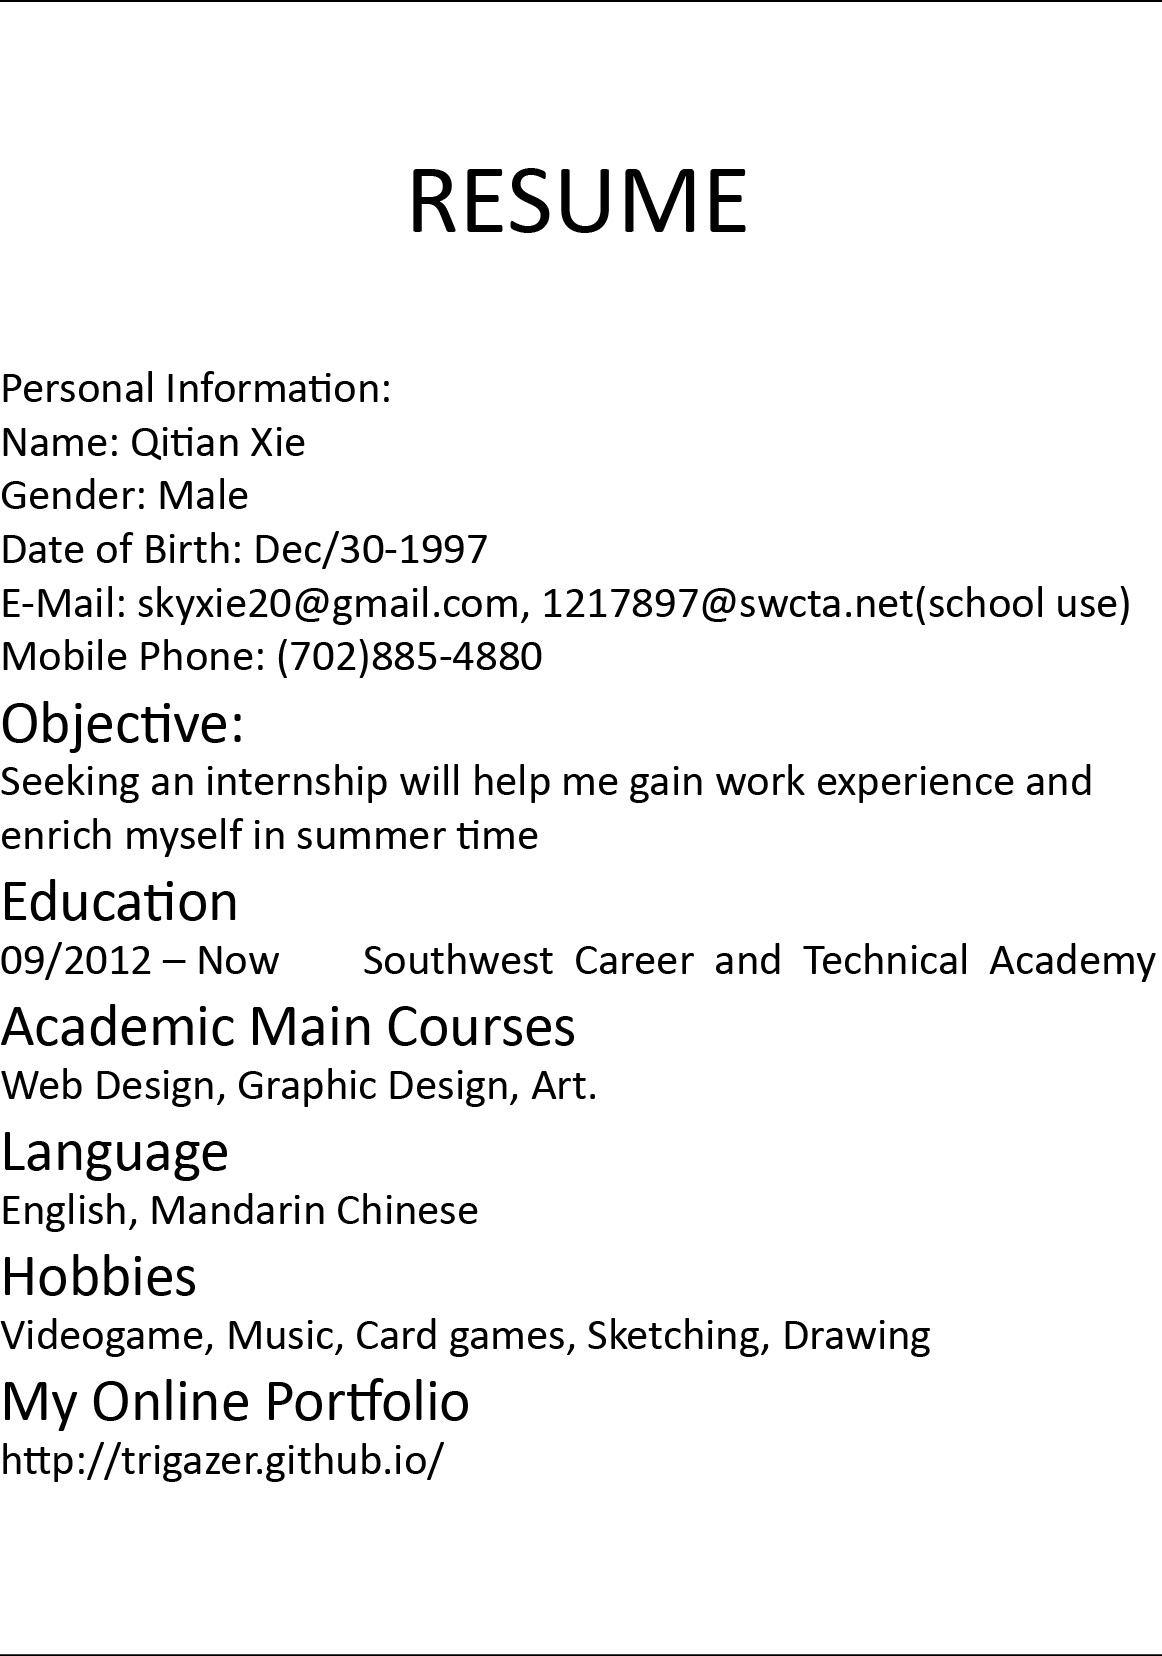 RESUME
Personal Information:
Name: Qitian Xie
Gender: Male
Date of Birth: Dec/30-1997
E-Mail: skyxie20@gmail.com, 1217897@swcta.net(school use)
Mobile Phone: (702)885-4880
Objective:
Seeking an internship will help me gain work experience and
enrich myself in summer time
Education
09/2012 – Now Southwest Career and Technical Academy
Academic Main Courses
Web Design, Graphic Design, Art.
Language
English, Mandarin Chinese
Hobbies
Videogame, Music, Card games, Sketching, Drawing
My Online Portfolio
http://trigazer.github.io/